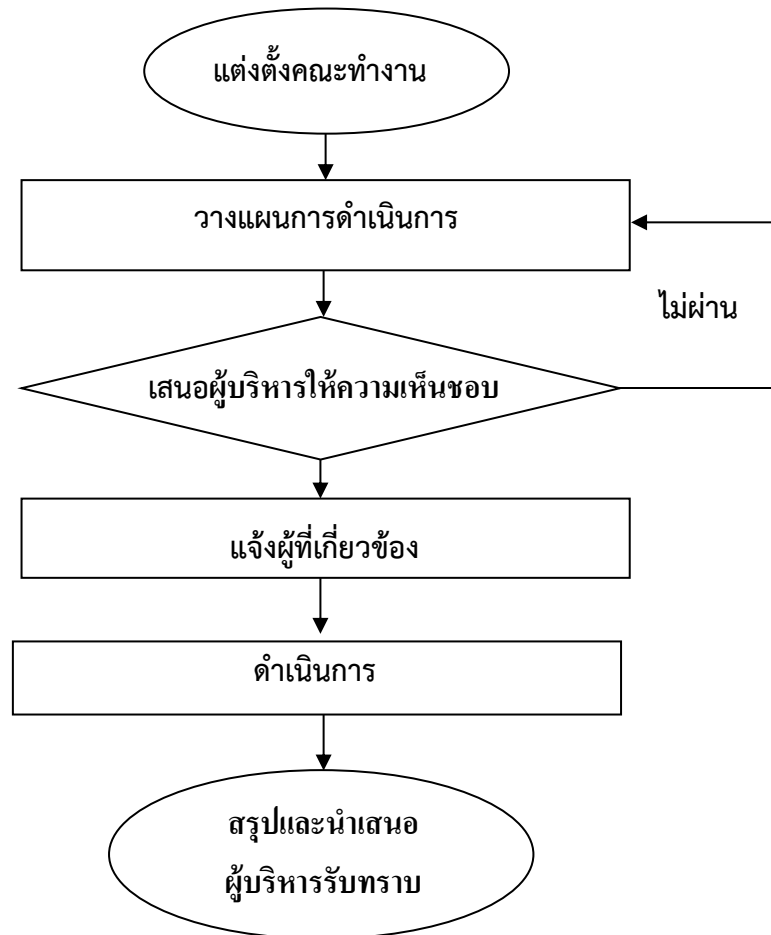 แต่งตั้งคณะทำงาน
วางแผนการดำเนินการ
ไม่ผ่าน
เสนอผู้บริหารให้ความเห็นชอบ
แจ้งผู้ที่เกี่ยวข้อง
ดำเนินการ
สรุปและนำเสนอ
ผู้บริหารรับทราบ